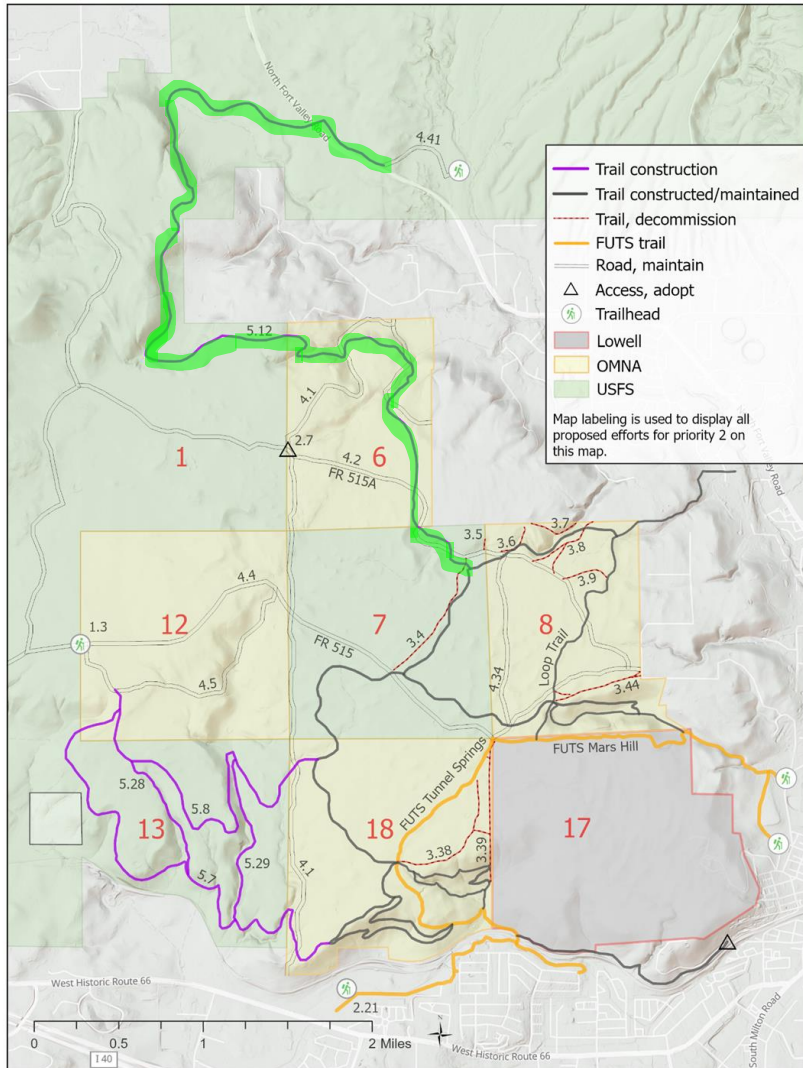 North Fort Valley Road
4.41
Trail construction
Trail constructed/maintained
Trail, decommission
FUTS trail
Road, maintain
Access, adopt
Trailhead
Lowell
OMNA
USFS
Map labeling is used to display all
proposed efforts for priority 2 on
this map.
5.12
4.1
2.7
1
4.2
6
FR 515A
3.5
3.6
3.7
3.8
3.9
4.4
1.3
12
7
8
3.4
FR 515
4.5
4.34
Loop Trail
3.44
FUTS Mars Hill
FUTS Tunnel Springs
5.28
5.8
13
18
17
5.29
5.7
4.1
3.38
3.39
West Historic Route 66
2.21
South Milton Road
0
0.5
1
2 Miles
N
West Historic Route 66
I 40